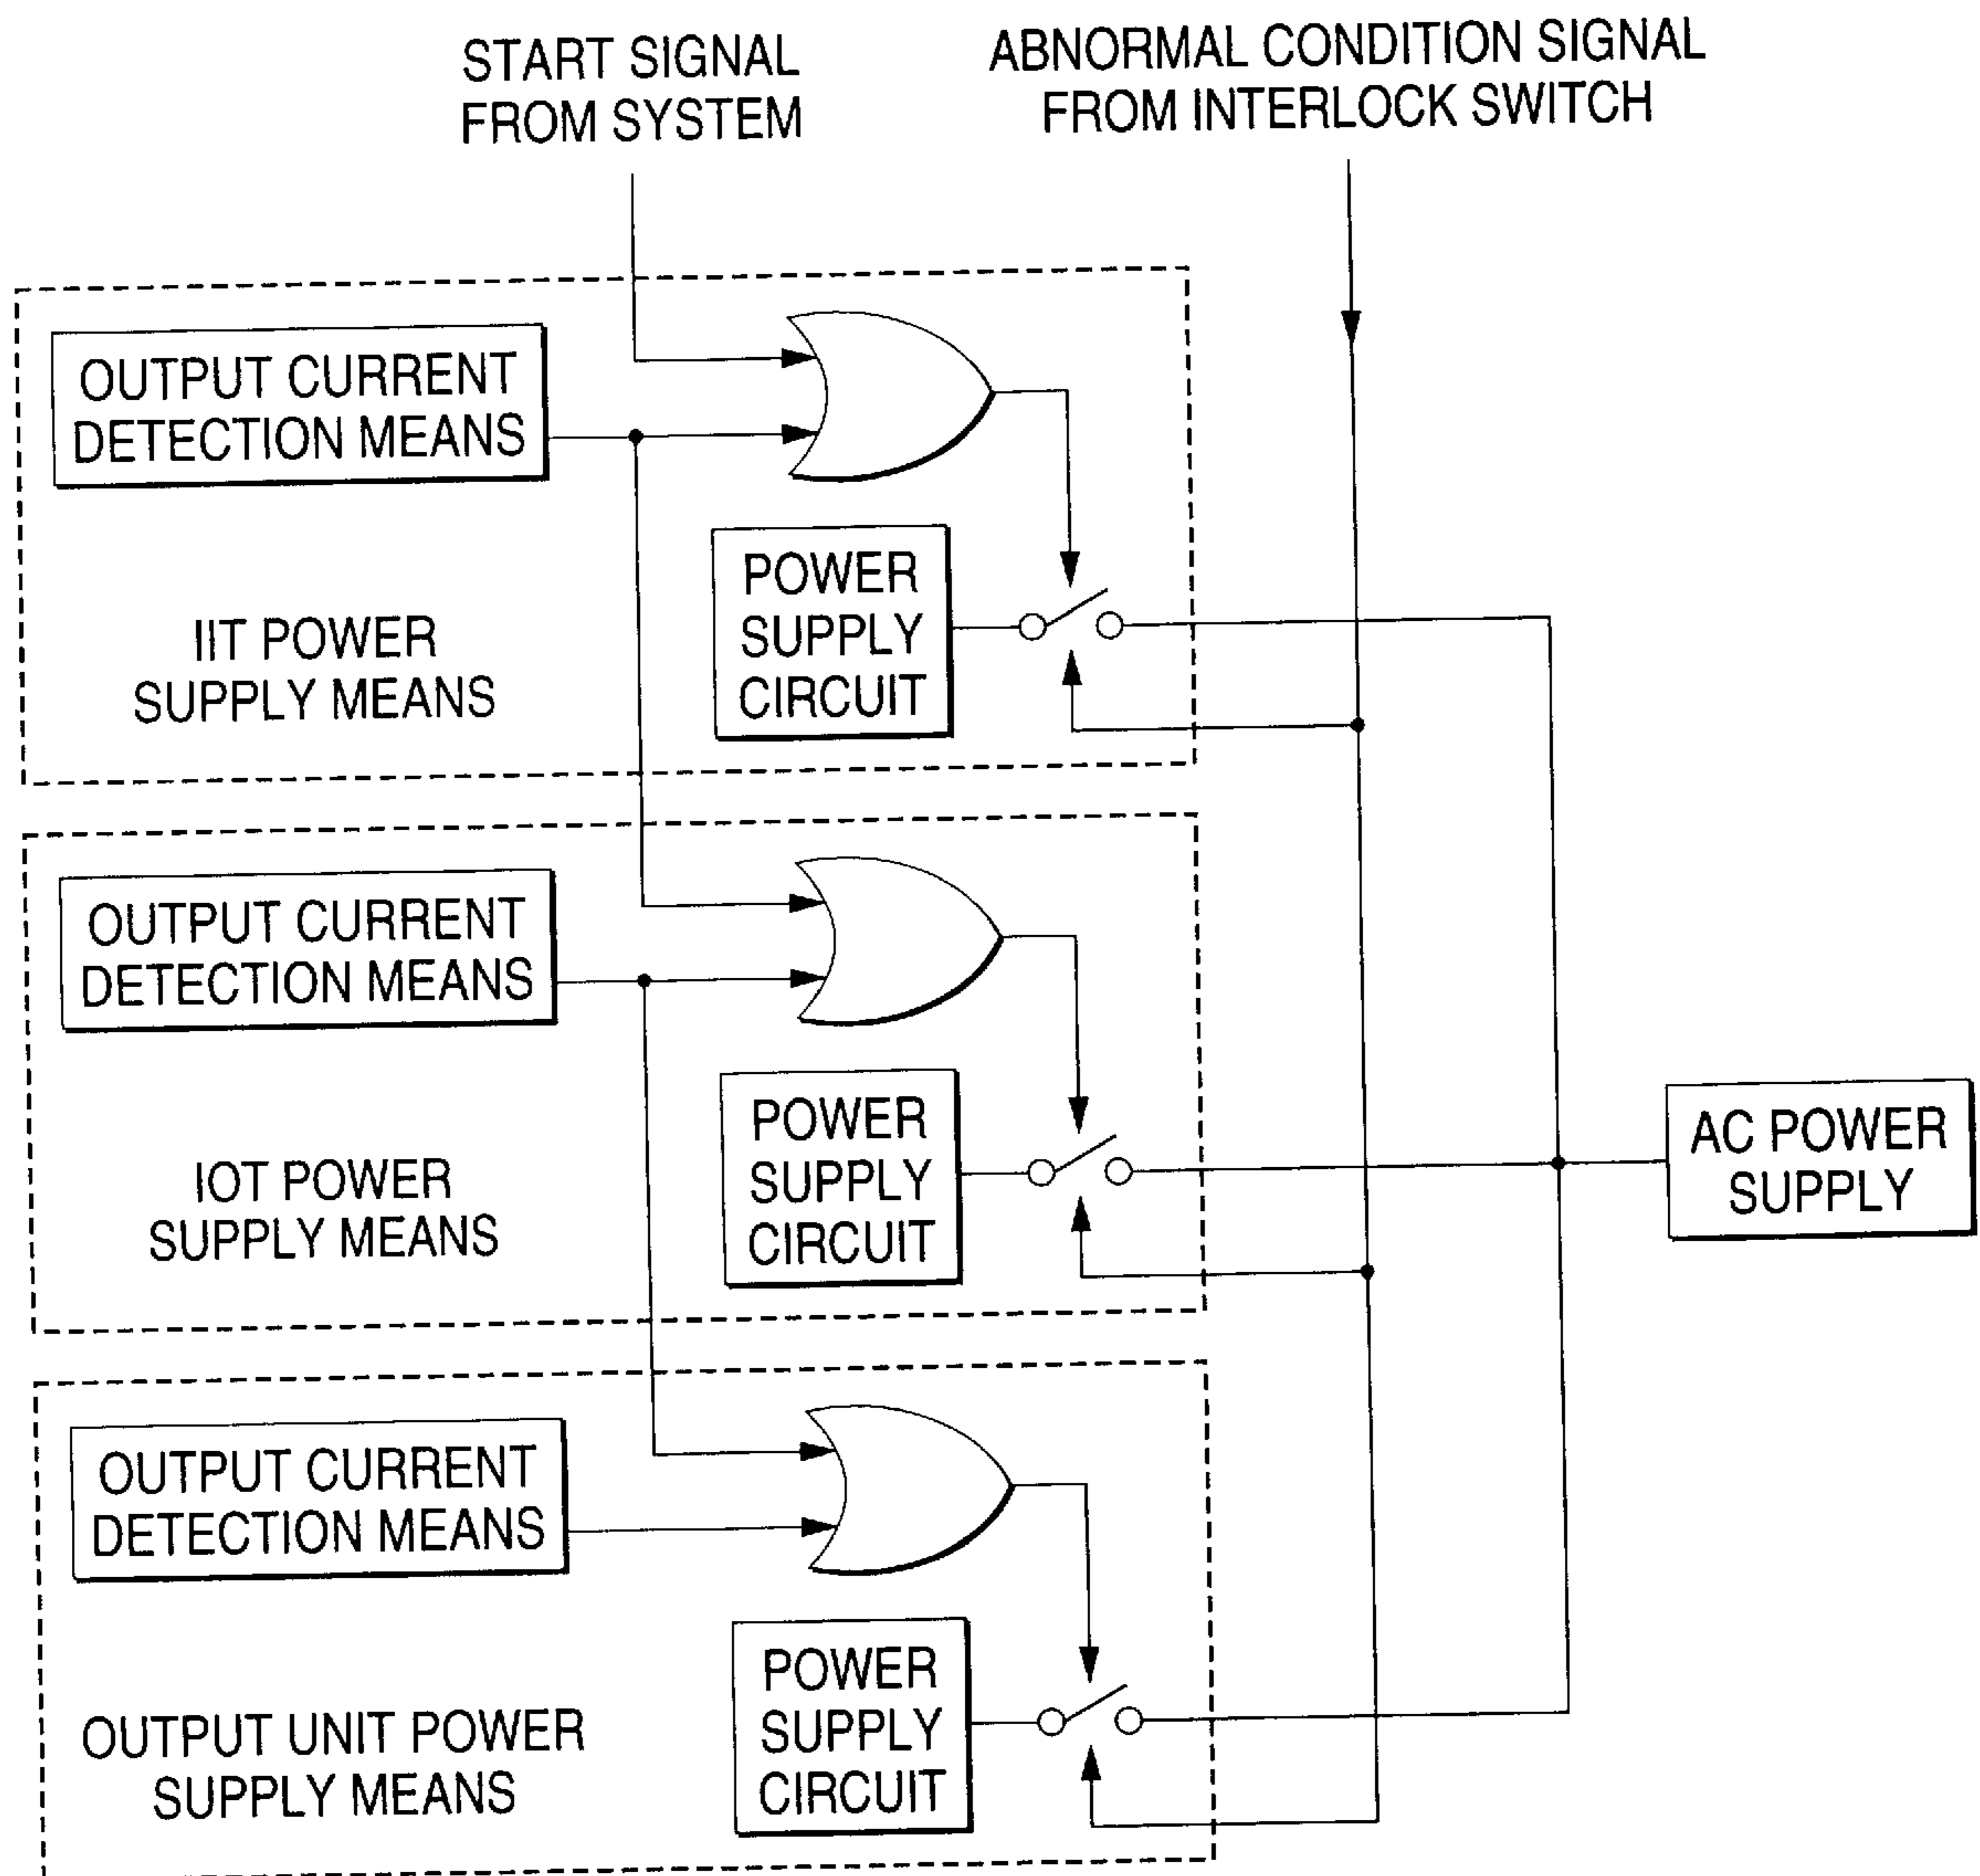 START SIGNAL
FROM SYSTEM
ABNORMAL CONDITION SIGNAL
FROM INTERLOCK SWITCH
OUTPUT CURRENT
DETECTION MEANS
POWER
SUPPLY
CIRCUIT
IIT POWER
SUPPLY MEANS
OUTPUT CURRENT
DETECTION MEANS
POWER
SUPPLY
CIRCUIT
IOT POWER
SUPPLY MEANS
AC POWER
SUPPLY
OUTPUT CURRENT
DETECTION MEANS
POWER
SUPPLY
CIRCUIT
OUTPUT UNIT POWER
SUPPLY MEANS